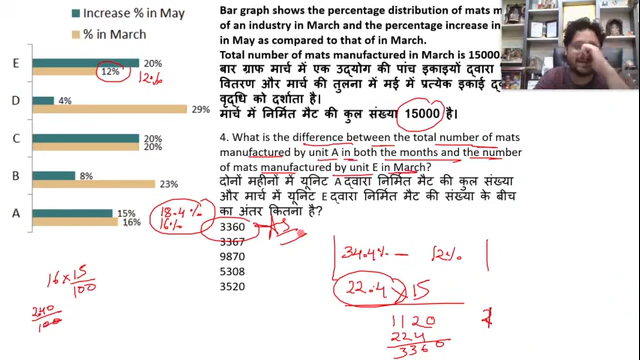 Increase % in May
% in March
E 20%
12% 12%
D 4%
29%
C 20%
20%
B 8%
23%
A 15%
16%
18.4%
16%
Bar graph shows the percentage distribution of mats m
of an industry in March and the percentage increase in
in May as compared to that of in March.
Total number of mats manufactured in March is 15000.
बार ग्राफ मार्च में एक उद्योग की पांच इकाइयों द्वारा
वितरण और मार्च की तुलना में मई में प्रत्येक इकाई द्व
वृद्धि को दर्शाता है।
मार्च में निर्मित मैट की कुल संख्या 15000 है।
4. What is the difference between the total number of mats
manufactured by unit A in both the months and the number
of mats manufactured by unit E in March?
दोनों महीनों में यूनिट A द्वारा निर्मित मैट की कुल संख्या
और मार्च में यूनिट E द्वारा निर्मित मैट की संख्या के बीच
का अंतर कितना है?
3360 Ans
3367
9870
5308
3520
16 × 15
100
240
100
34.4% − 12%
22.4 × 15
1120
224
3360